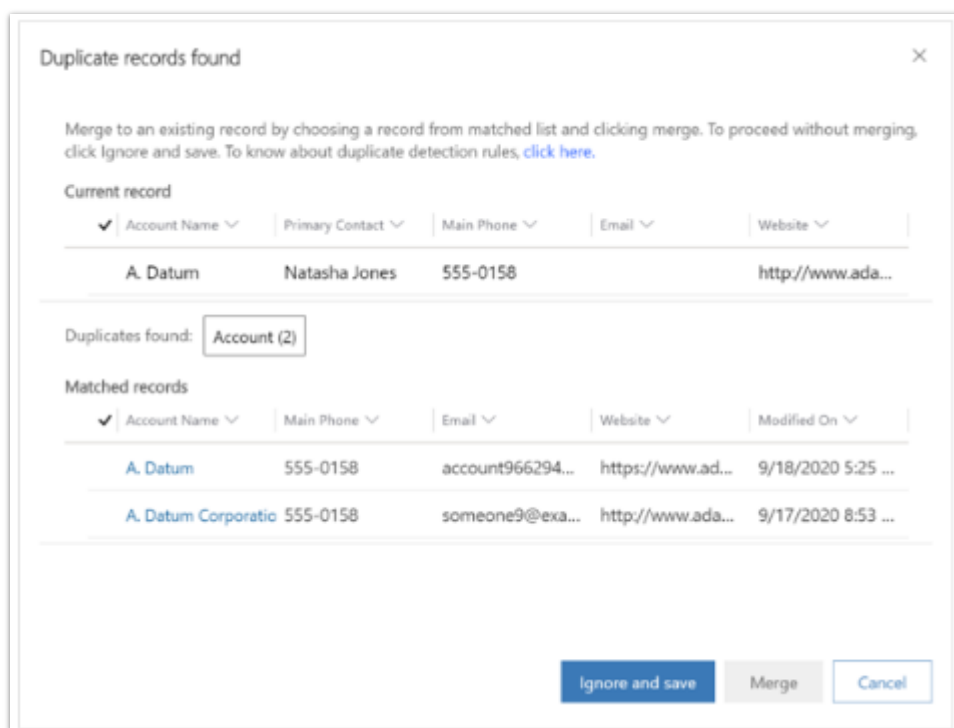 Duplicate records found
Merge to an existing record by choosing a record from matched list and clicking merge. To proceed without merging,
click Ignore and save. To know about duplicate detection rules, click here.
Current record
Account Name Primary Contact Main Phone Email Website
A. Datum Natasha Jones 555-0158 http://www.ada...
Duplicates found: Account (2)
Matched records
Account Name Main Phone Email Website Modified On
A. Datum 555-0158 account966294... https://www.ad... 9/18/2020 5:25 ...
A. Datum Corporatio 555-0158 someone9@exa... http://www.ada... 9/17/2020 8:53 ...
Ignore and save Merge Cancel